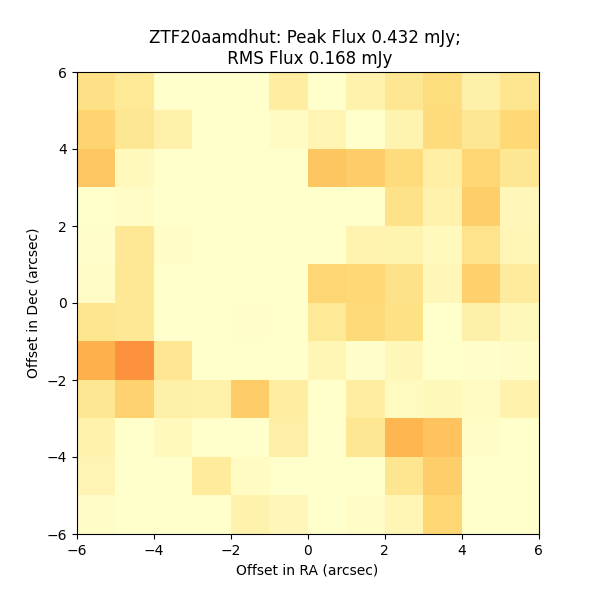 ZTF20aamdhut: Peak Flux 0.432 mJy;
RMS Flux 0.168 mJy
6
4
2
0
−2
−4
−6
Offset in Dec (arcsec)
−6 −4 −2 0 2 4 6
Offset in RA (arcsec)